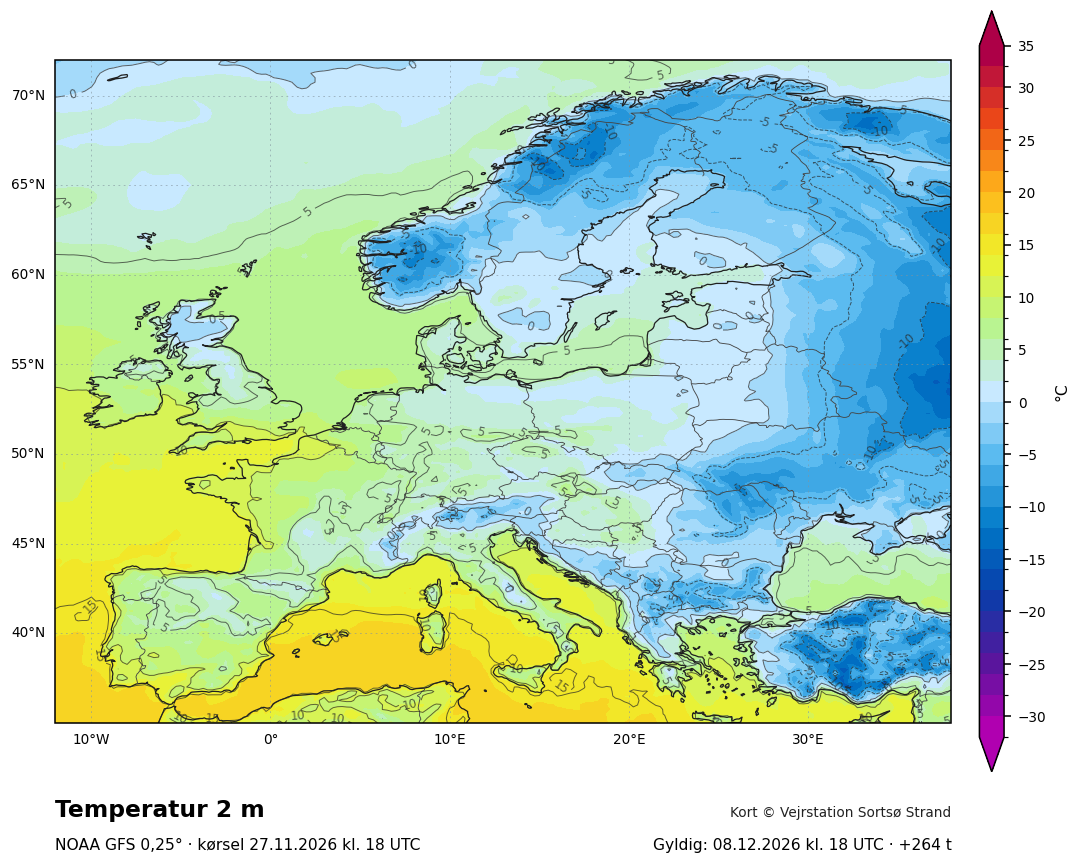 70°N
65°N
60°N
55°N
50°N
45°N
40°N
10°W
0°
10°E
20°E
30°E
35
30
25
20
15
10
5
0
−5
−10
−15
−20
−25
−30
°C
Temperatur 2 m
Kort © Vejrstation Sortsø Strand
NOAA GFS 0,25° · kørsel 27.11.2026 kl. 18 UTC
Gyldig: 08.12.2026 kl. 18 UTC · +264 t